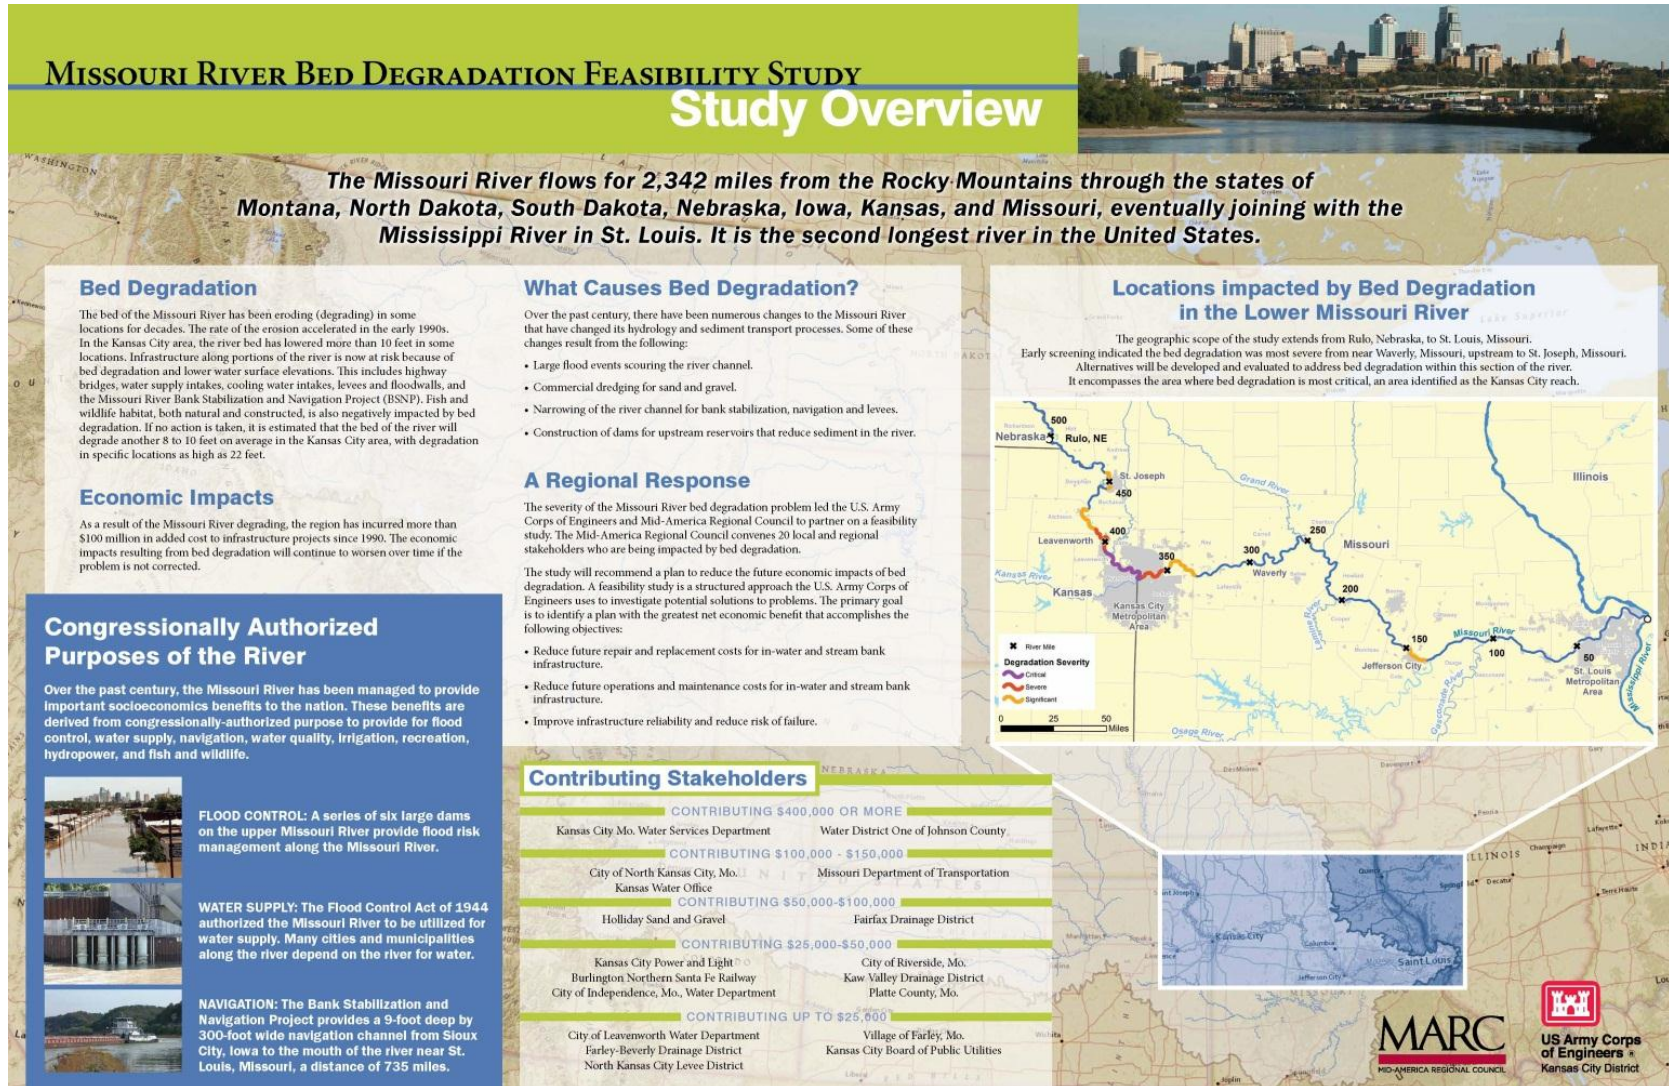 MISSOURI RIVER BED DEGRADATION FEASIBILITY STUDY
Study Overview
The Missouri River flows for 2,342 miles from the Rocky Mountains through the states of
Montana, North Dakota, South Dakota, Nebraska, Iowa, Kansas, and Missouri, eventually joining with the
Mississippi River in St. Louis. It is the second longest river in the United States.
Bed Degradation
The bed of the Missouri River has been eroding (degrading) in some
locations for decades. The rate of the erosion accelerated in the early 1990s.
In the Kansas City area, the river bed has lowered more than 10 feet in some
locations. Infrastructure along portions of the river is now at risk because of
bed degradation and lower water surface elevations. This includes highway
bridges, water supply intakes, cooling water intakes, levees and floodwalls, and
the Missouri River Bank Stabilization and Navigation Project (BSNP). Fish and
wildlife habitat, both natural and constructed, is also negatively impacted by bed
degradation. If no action is taken, it is estimated that the bed of the river will
degrade another 8 to 10 feet on average in the Kansas City area, with degradation
in specific locations as high as 22 feet.
Economic Impacts
As a result of the Missouri River degrading, the region has incurred more than
$100 million in added cost to infrastructure projects since 1990. The economic
impacts resulting from bed degradation will continue to worsen over time if the
problem is not corrected.
Congressionally Authorized
Purposes of the River
Over the past century, the Missouri River has been managed to provide
important socioeconomics benefits to the nation. These benefits are
derived from congressionally-authorized purpose to provide for flood
control, water supply, navigation, water quality, irrigation, recreation,
hydropower, and fish and wildlife.
FLOOD CONTROL: A series of six large dams
on the upper Missouri River provide flood risk
management along the Missouri River.
WATER SUPPLY: The Flood Control Act of 1944
authorized the Missouri River to be utilized for
water supply. Many cities and municipalities
along the river depend on the river for water.
NAVIGATION: The Bank Stabilization and
Navigation Project provides a 9-foot deep by
300-foot wide navigation channel from Sioux
City, Iowa to the mouth of the river near St.
Louis, Missouri, a distance of 735 miles.
What Causes Bed Degradation?
Over the past century, there have been numerous changes to the Missouri River
that have changed its hydrology and sediment transport processes. Some of these
changes result from the following:
• Large flood events scouring the river channel.
• Commercial dredging for sand and gravel.
• Narrowing of the river channel for bank stabilization, navigation and levees.
• Construction of dams for upstream reservoirs that reduce sediment in the river.
A Regional Response
The severity of the Missouri River bed degradation problem led the U.S. Army
Corps of Engineers and Mid-America Regional Council to partner on a feasibility
study. The Mid-America Regional Council convenes 20 local and regional
stakeholders who are being impacted by bed degradation.
The study will recommend a plan to reduce the future economic impacts of bed
degradation. A feasibility study is a structured approach the U.S. Army Corps of
Engineers uses to investigate potential solutions to problems. The primary goal
is to identify a plan with the greatest net economic benefit that accomplishes the
following objectives:
• Reduce future repair and replacement costs for in-water and stream bank
infrastructure.
• Reduce future operations and maintenance costs for in-water and stream bank
infrastructure.
• Improve infrastructure reliability and reduce risk of failure.
Contributing Stakeholders
CONTRIBUTING $400,000 OR MORE
Kansas City Mo. Water Services Department
Water District One of Johnson County
CONTRIBUTING $100,000 - $150,000
City of North Kansas City, Mo.
Missouri Department of Transportation
Kansas Water Office
CONTRIBUTING $50,000-$100,000
Holliday Sand and Gravel
Fairfax Drainage District
CONTRIBUTING $25,000-$50,000
Kansas City Power and Light
City of Riverside, Mo.
Burlington Northern Santa Fe Railway
Kaw Valley Drainage District
City of Independence, Mo., Water Department
Platte County, Mo.
CONTRIBUTING UP TO $25,000
City of Leavenworth Water Department
Village of Farley, Mo.
Farley-Beverly Drainage District
Kansas City Board of Public Utilities
North Kansas City Levee District
Locations impacted by Bed Degradation
in the Lower Missouri River
The geographic scope of the study extends from Rulo, Nebraska, to St. Louis, Missouri.
Early screening indicated the bed degradation was most severe from near Waverly, Missouri, upstream to St. Joseph, Missouri.
Alternatives will be developed and evaluated to address bed degradation within this section of the river.
It encompasses the area where bed degradation is most critical, an area identified as the Kansas City reach.
500
Nebraska
Rulo, NE
St. Joseph
450
Grand River
Illinois
400
Leavenworth
250
Missouri
350
300
Waverly
Kansas River
Kansas
Kansas City
Metropolitan
Area
200
Lamine River
150
Missouri River
100
Jefferson City
50
St. Louis
Metropolitan
Area
Mississippi River
Gasconade R.
Osage River
River Mile
Degradation Severity
Critical
Severe
Significant
0 25 50
Miles
Kansas City
Columbia
Jefferson City
Saint Louis
MARC
MID-AMERICA REGIONAL COUNCIL
US Army Corps
of Engineers ®
Kansas City District